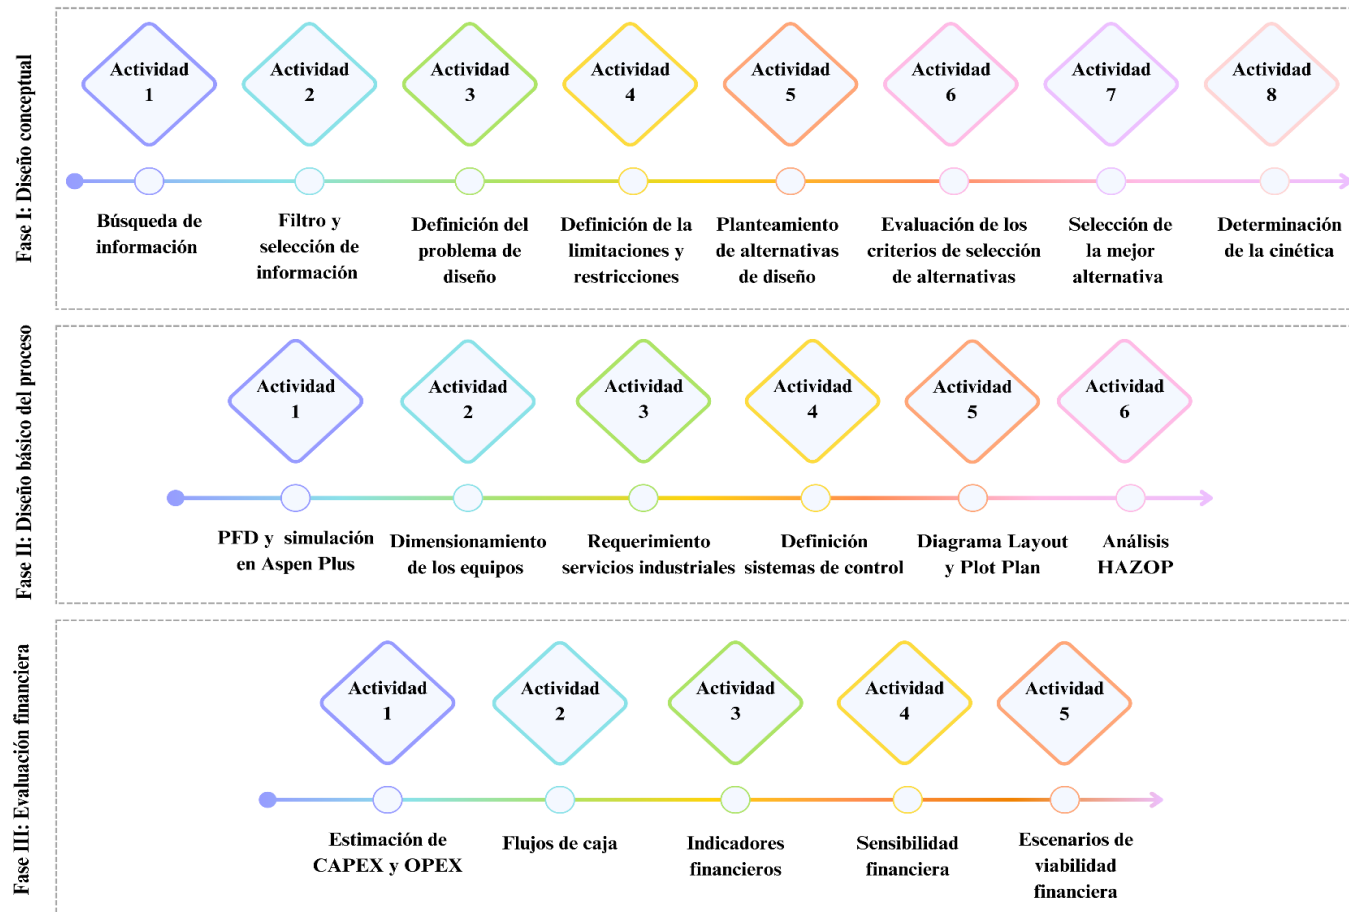 Fase I: Diseño conceptual
Actividad
1
Actividad
2
Actividad
3
Actividad
4
Actividad
5
Actividad
6
Actividad
7
Actividad
8
Búsqueda de
información
Filtro y
selección de
información
Definición del
problema de
diseño
Definición de la
limitaciones y
restricciones
Planteamiento
de alternativas
de diseño
Evaluación de los
criterios de selección
de alternativas
Selección de
la mejor
alternativa
Determinación
de la cinética
Fase II: Diseño básico del proceso
Actividad
1
Actividad
2
Actividad
3
Actividad
4
Actividad
5
Actividad
6
PFD y simulación
en Aspen Plus
Dimensionamiento
de los equipos
Requerimiento
servicios industriales
Definición
sistemas de control
Diagrama Layout
y Plot Plan
Análisis
HAZOP
Fase III: Evaluación financiera
Actividad
1
Actividad
2
Actividad
3
Actividad
4
Actividad
5
Estimación de
CAPEX y OPEX
Flujos de caja
Indicadores
financieros
Sensibilidad
financiera
Escenarios de
viabilidad
financiera